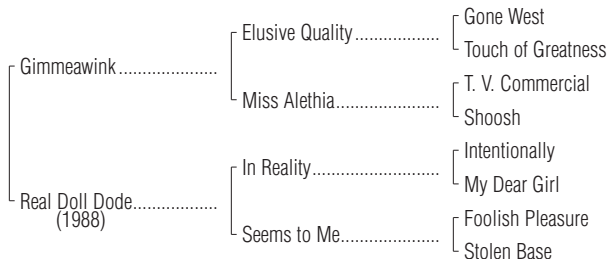 Gone West
Elusive Quality..................
Touch of Greatness
Gimmeawink.....................
T. V. Commercial
Miss Alethia......................
Shoosh
Intentionally
In Reality...........................
My Dear Girl
Real Doll Dode.................
(1988)
Foolish Pleasure
Seems to Me.....................
Stolen Base